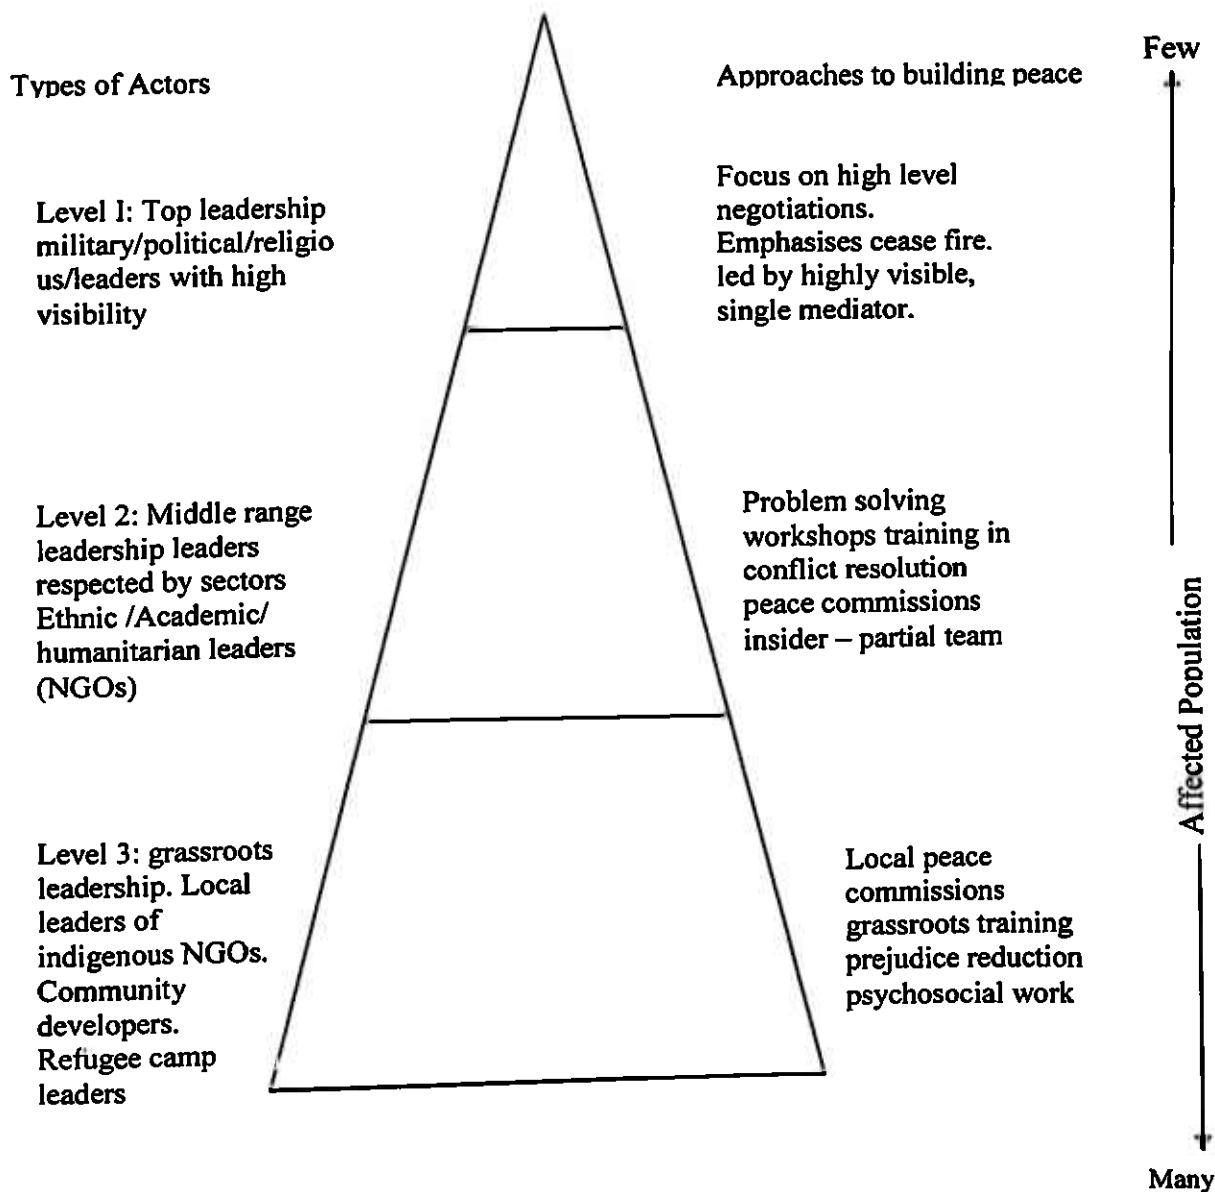 Types of Actors
Approaches to building peace
Few
Level 1: Top leadership
military/political/religio
us/leaders with high
visibility
Focus on high level
negotiations.
Emphasises cease fire.
led by highly visible,
single mediator.
Level 2: Middle range
leadership leaders
respected by sectors
Ethnic /Academic/
humanitarian leaders
(NGOs)
Problem solving
workshops training in
conflict resolution
peace commissions
insider – partial team
Affected Population
Level 3: grassroots
leadership. Local
leaders of
indigenous NGOs.
Community
developers.
Refugee camp
leaders
Local peace
commissions
grassroots training
prejudice reduction
psychosocial work
Many